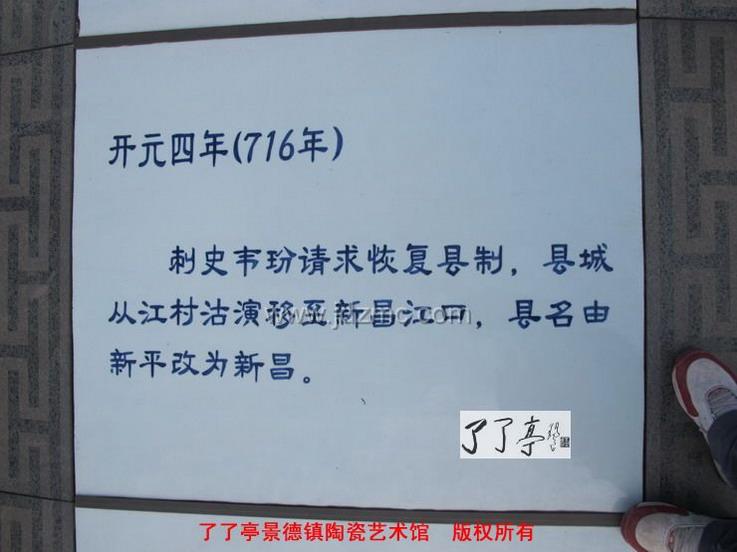 开元四年(716年)
刺史韦玢请求恢复县制，县城
从江村沽演移至新昌江口，县名由
新平改为新昌。
www.jdzmc.com
了了亭
了了亭景德镇陶瓷艺术馆 版权所有